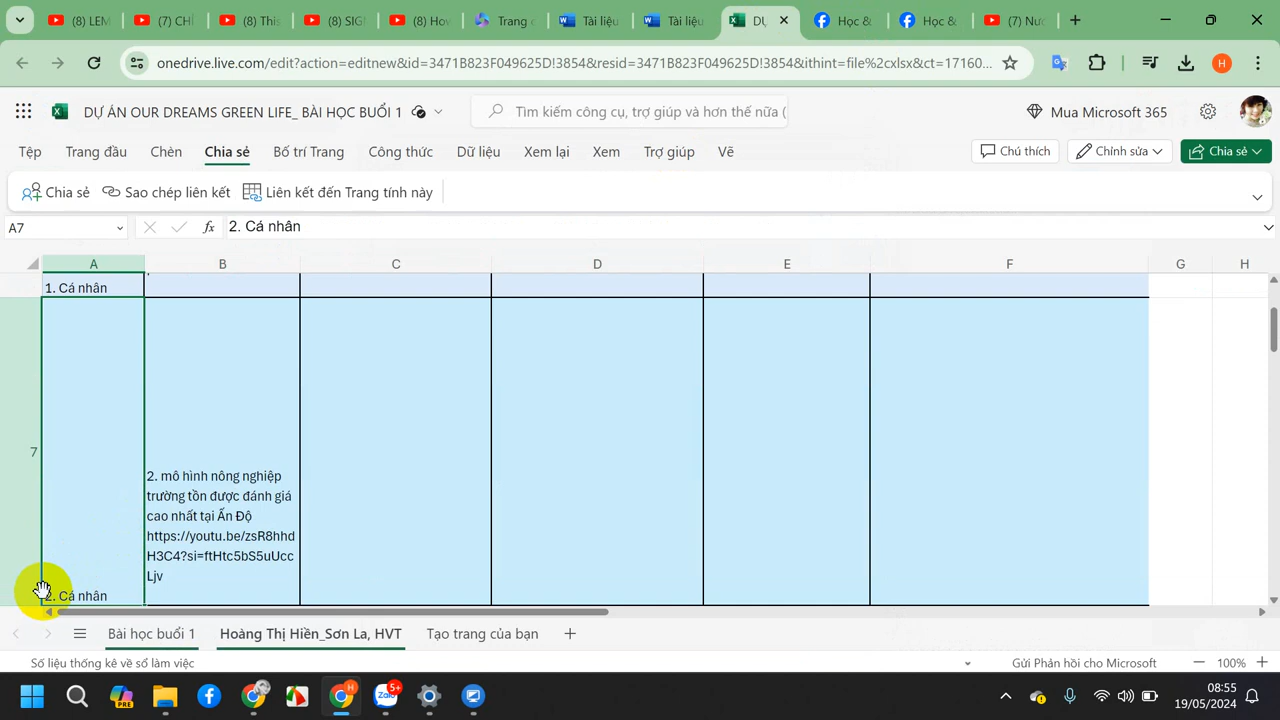 (8) LEM
(7) CHỈ
(8) This
(8) SIG
(8) Hov
Trang c
Tài liệu
Tài liệu
DỰ
Học &
Học &
(7) Nư
onedrive.live.com/edit?action=editnew&id=3471B823F049625D!3854&resid=3471B823F049625D!3854&ithint=file%2cxlsx&ct=17160...
H
DỰ ÁN OUR DREAMS GREEN LIFE_ BÀI HỌC BUỔI 1
Tìm kiếm công cụ, trợ giúp và hơn thế nữa (
Mua Microsoft 365
Tệp
Trang đầu
Chèn
Chia sẻ
Bố trí Trang
Công thức
Dữ liệu
Xem lại
Xem
Trợ giúp
Vẽ
Chú thích
Chỉnh sửa
Chia sẻ
Chia sẻ
Sao chép liên kết
Liên kết đến Trang tính này
A7
fx
2. Cá nhân
A
B
C
D
E
F
G
H
1. Cá nhân
7
2. mô hình nông nghiệp
trường tồn được đánh giá
cao nhất tại Ấn Độ
https://youtu.be/zsR8hhd
H3C4?si=ftHtc5bS5uUcc
Ljv
2. Cá nhân
Bài học buổi 1
Hoàng Thị Hiền_Sơn La, HVT
Tạo trang của bạn
Số liệu thống kê về sổ làm việc
Gửi Phản hồi cho Microsoft
100%
PRE
H
Zalo
5+
08:55
19/05/2024